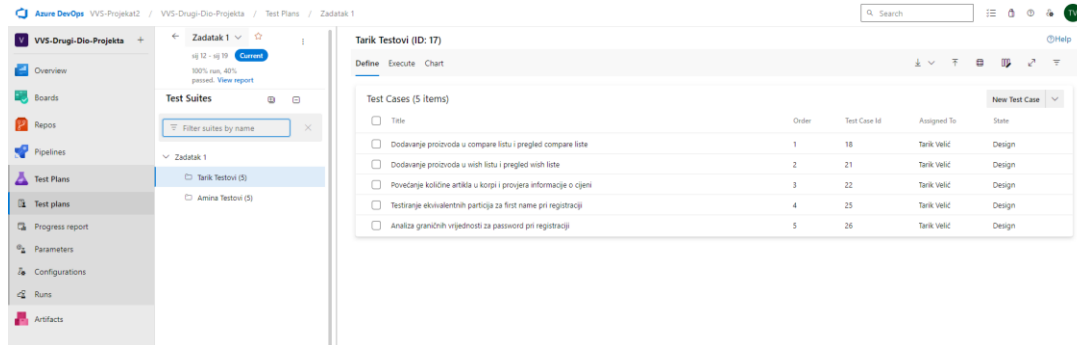 Azure DevOps VVS-Projekat2 / VVS-Drugi-Dio-Projekta / Test Plans / Zadatak 1
Search
TV
V VVS-Drugi-Dio-Projekta +
Overview
Boards
Repos
Pipelines
Test Plans
Test plans
Progress report
Parameters
Configurations
Runs
Artifacts
Zadatak 1
sij 12 - sij 19 Current
100% run, 40%
passed. View report
Test Suites
Filter suites by name
Zadatak 1
Tarik Testovi (5)
Amina Testovi (5)
Tarik Testovi (ID: 17)
Help
Define Execute Chart
Test Cases (5 items)
New Test Case
Title Order Test Case Id Assigned To State
Dodavanje proizvoda u compare listu i pregled compare liste 1 18 Tarik Velić Design
Dodavanje proizvoda u wish listu i pregled wish liste 2 21 Tarik Velić Design
Povećanje količine artikla u korpi i provjera informacije o cijeni 3 22 Tarik Velić Design
Testiranje ekvivalentnih particija za first name pri registraciji 4 25 Tarik Velić Design
Analiza graničnih vrijednosti za password pri registraciji 5 26 Tarik Velić Design